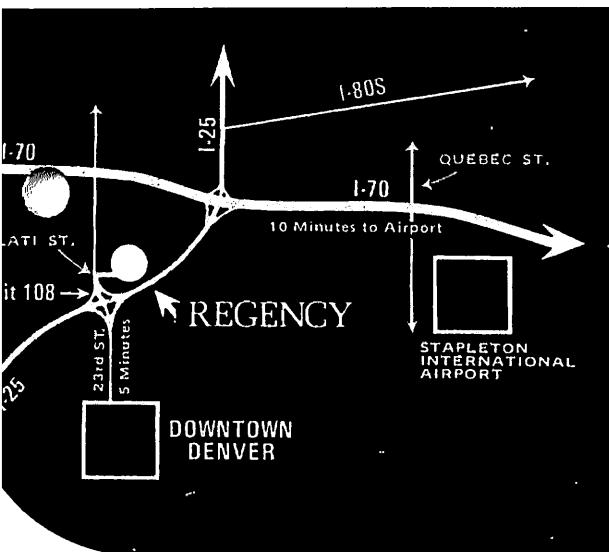 I-80S
I-25
I-70
QUEBEC ST.
I-70
10 Minutes to Airport
LATI ST.
it 108
REGENCY
23rd ST.
5 Minutes
STAPLETON
INTERNATIONAL
AIRPORT
I-25
DOWNTOWN
DENVER